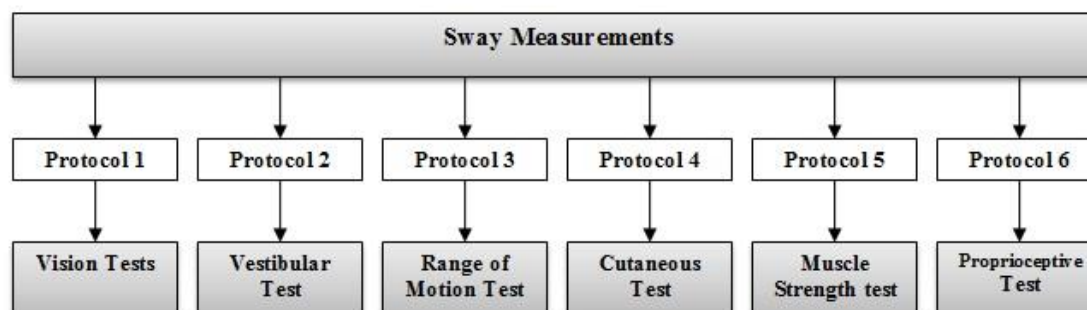 Sway Measurements
Protocol 1
Protocol 2
Protocol 3
Protocol 4
Protocol 5
Protocol 6
Vision Tests
Vestibular
Test
Range of
Motion Test
Cutaneous
Test
Muscle
Strength test
Proprioceptive
Test